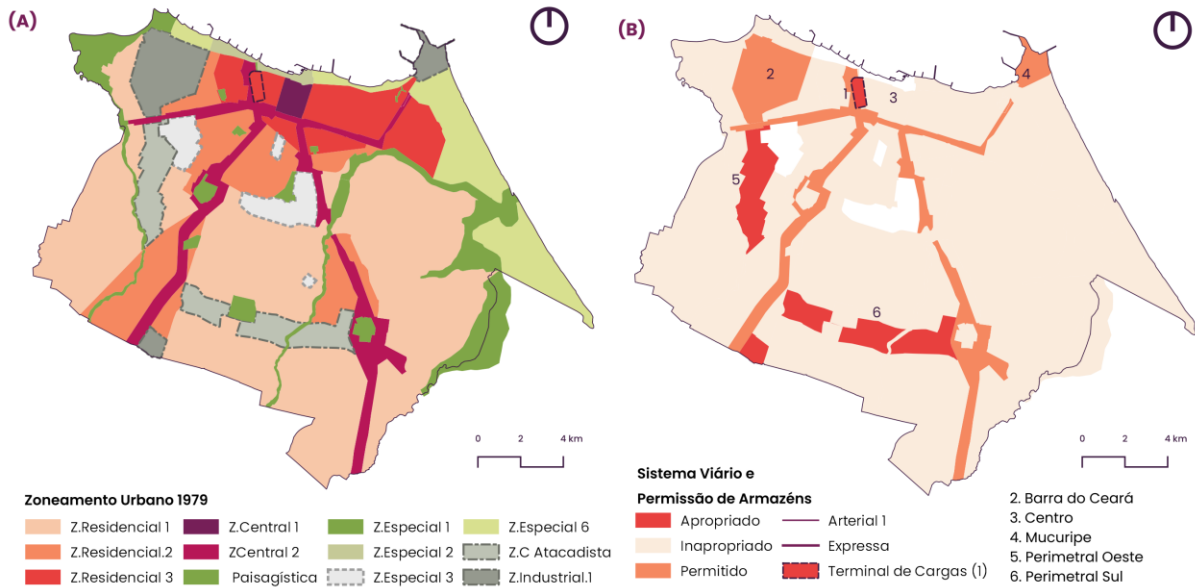 (A)
0 2 4 km
Zoneamento Urbano 1979
Z.Residencial 1
Z.Residencial.2
Z.Residencial 3
Z.Central 1
ZCentral 2
Paisagística
Z.Especial 1
Z.Especial 2
Z.Especial 3
Z.Especial 6
Z.C Atacadista
Z.Industrial.1
(B)
4
2
1
3
5
6
0 2 4 km
Sistema Viário e
Permissão de Armazéns
Apropriado
Inapropriado
Permitido
Arterial 1
Expressa
Terminal de Cargas (1)
2. Barra do Ceará
3. Centro
4. Mucuripe
5. Perimetral Oeste
6. Perimetral Sul